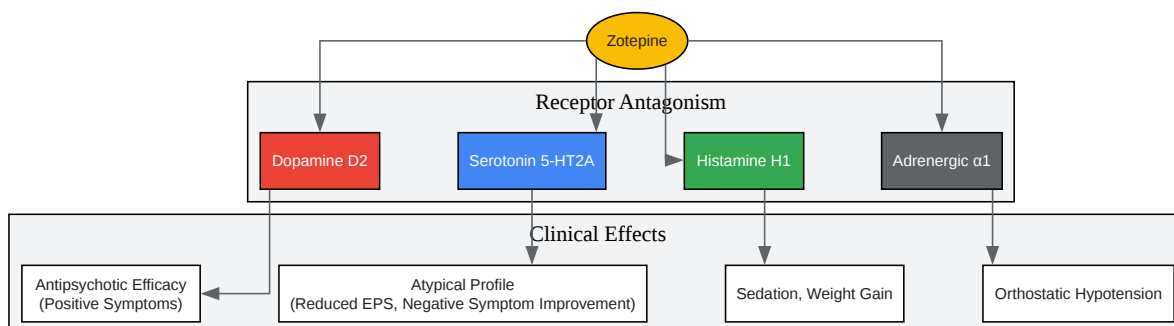 Zotepine
Receptor Antagonism
Dopamine D2
Serotonin 5-HT2A
Histamine H1
Adrenergic α1
Clinical Effects
Antipsychotic Efficacy
(Positive Symptoms)
Atypical Profile
(Reduced EPS, Negative Symptom Improvement)
Sedation, Weight Gain
Orthostatic Hypotension